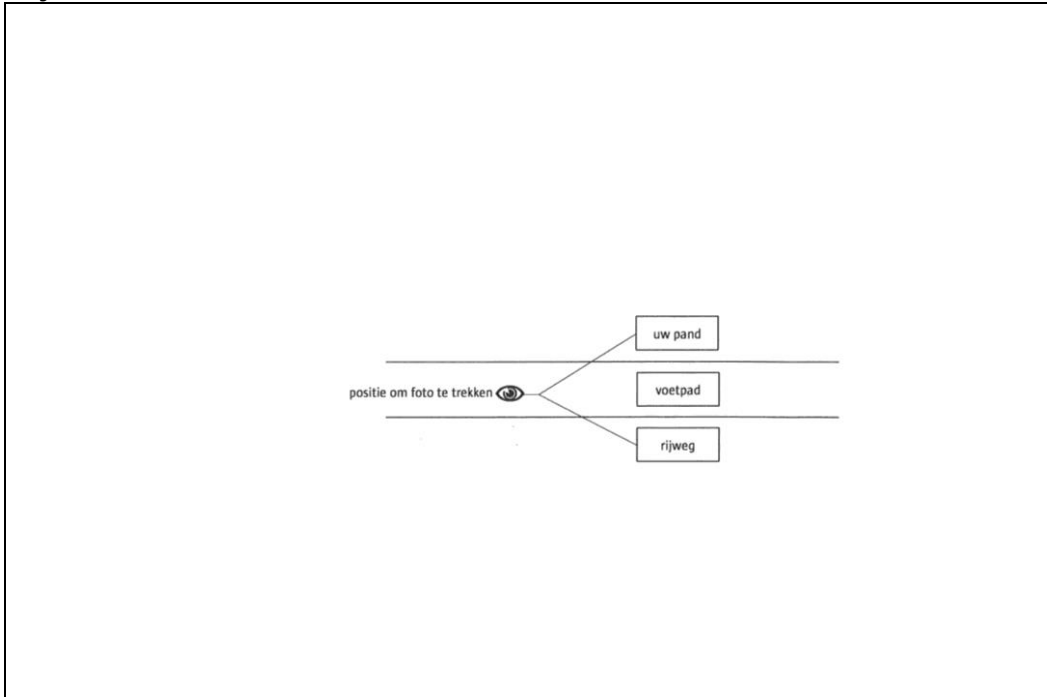 uw pand
positie om foto te trekken
voetpad
rijweg